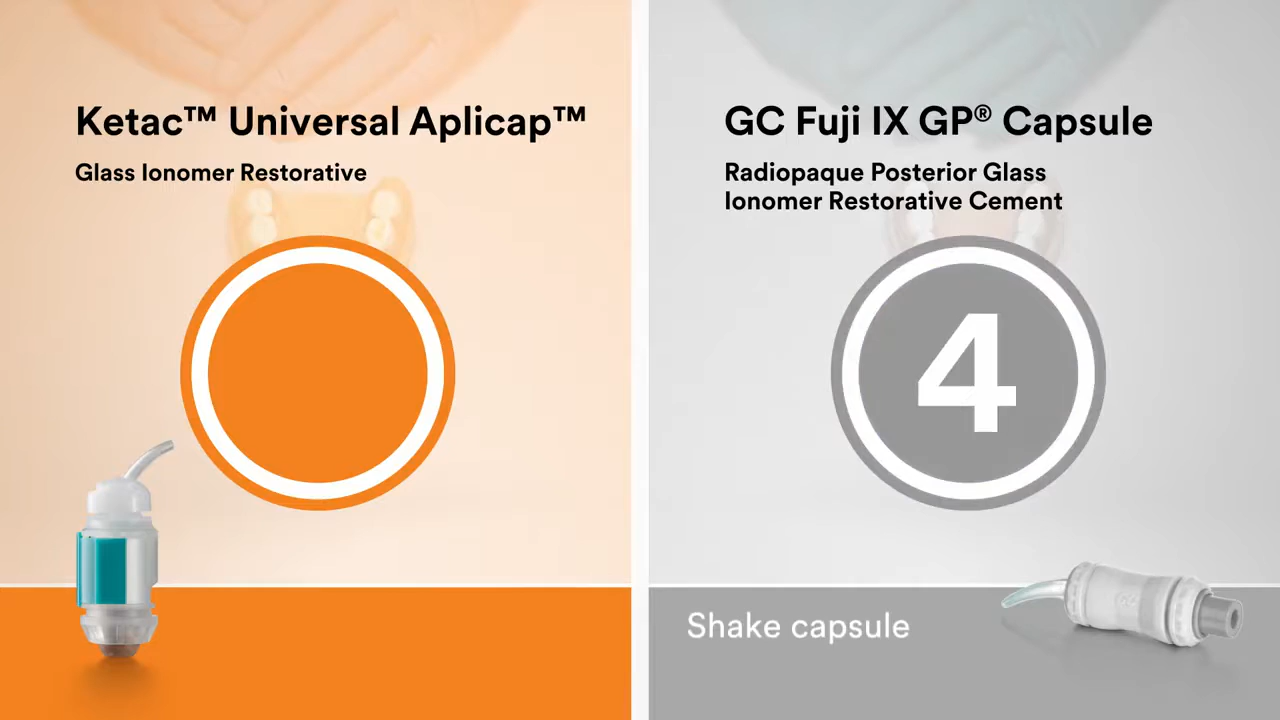 Ketac™ Universal Aplicap™
Glass Ionomer Restorative
GC Fuji IX GP® Capsule
Radiopaque Posterior Glass
Ionomer Restorative Cement
4
Shake capsule